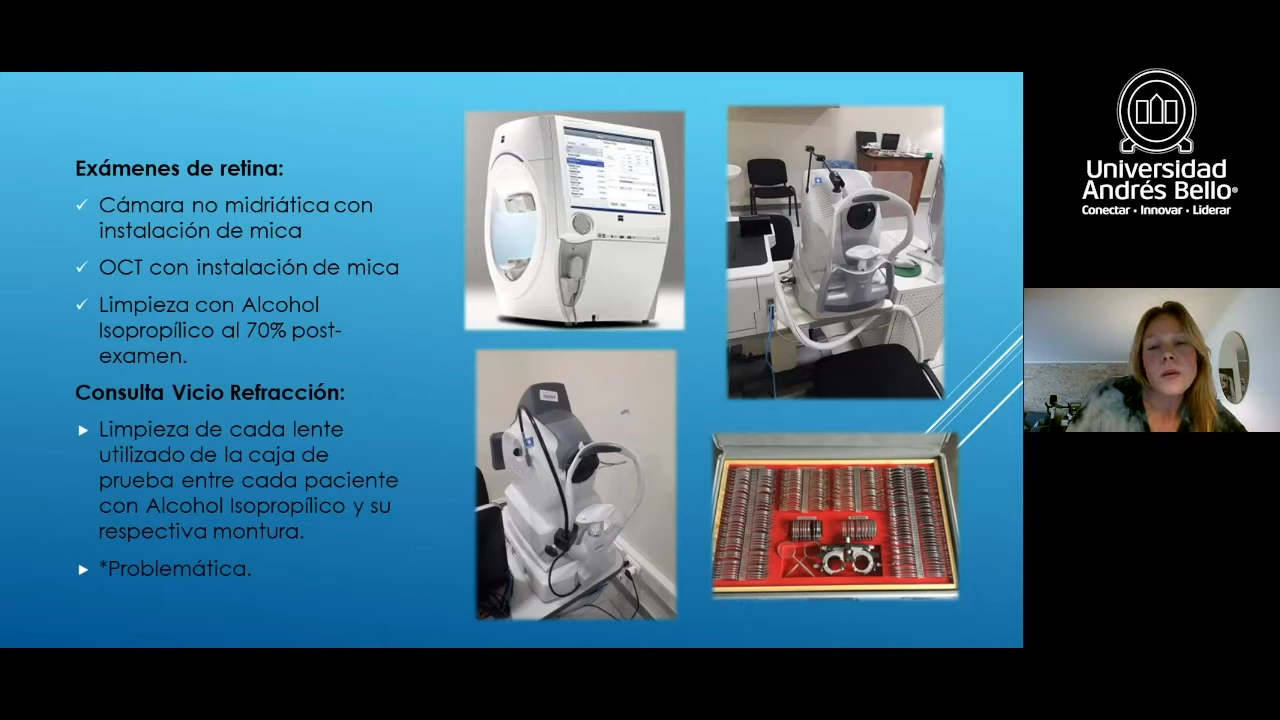 Exámenes de retina:
Cámara no midriática con
instalación de mica
OCT con instalación de mica
Limpieza con Alcohol
Isopropílico al 70% post-
examen.
Consulta Vicio Refracción:
Limpieza de cada lente
utilizado de la caja de
prueba entre cada paciente
con Alcohol Isopropílico y su
respectiva montura.
*Problemática.
Universidad
Andrés Bello®
Conectar • Innovar • Liderar